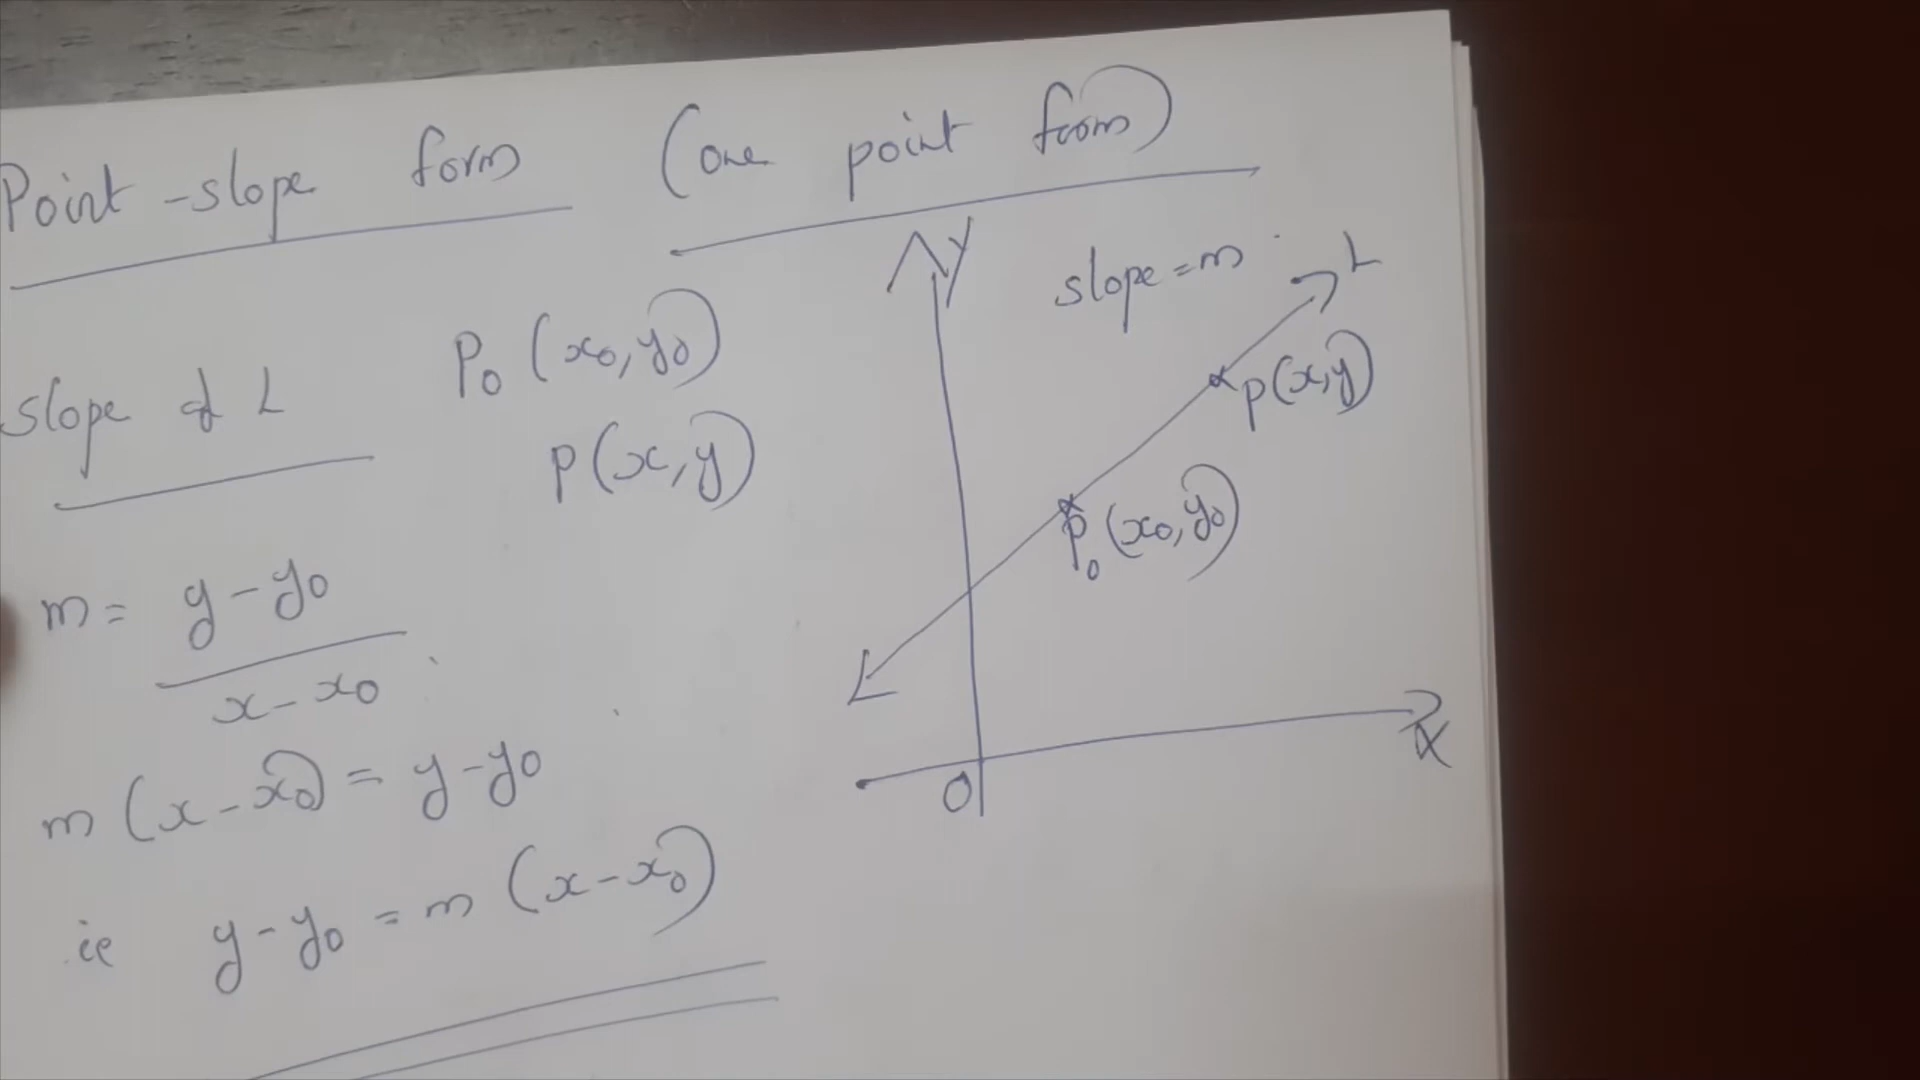 Point-slope form (one point form)
slope of L P₀ (x₀, y₀)
P(x, y)
m = y - y₀ / x - x₀
m (x - x₀) = y - y₀
ie y - y₀ = m (x - x₀)
y
slope = m
L
P(x, y)
P₀ (x₀, y₀)
O
X